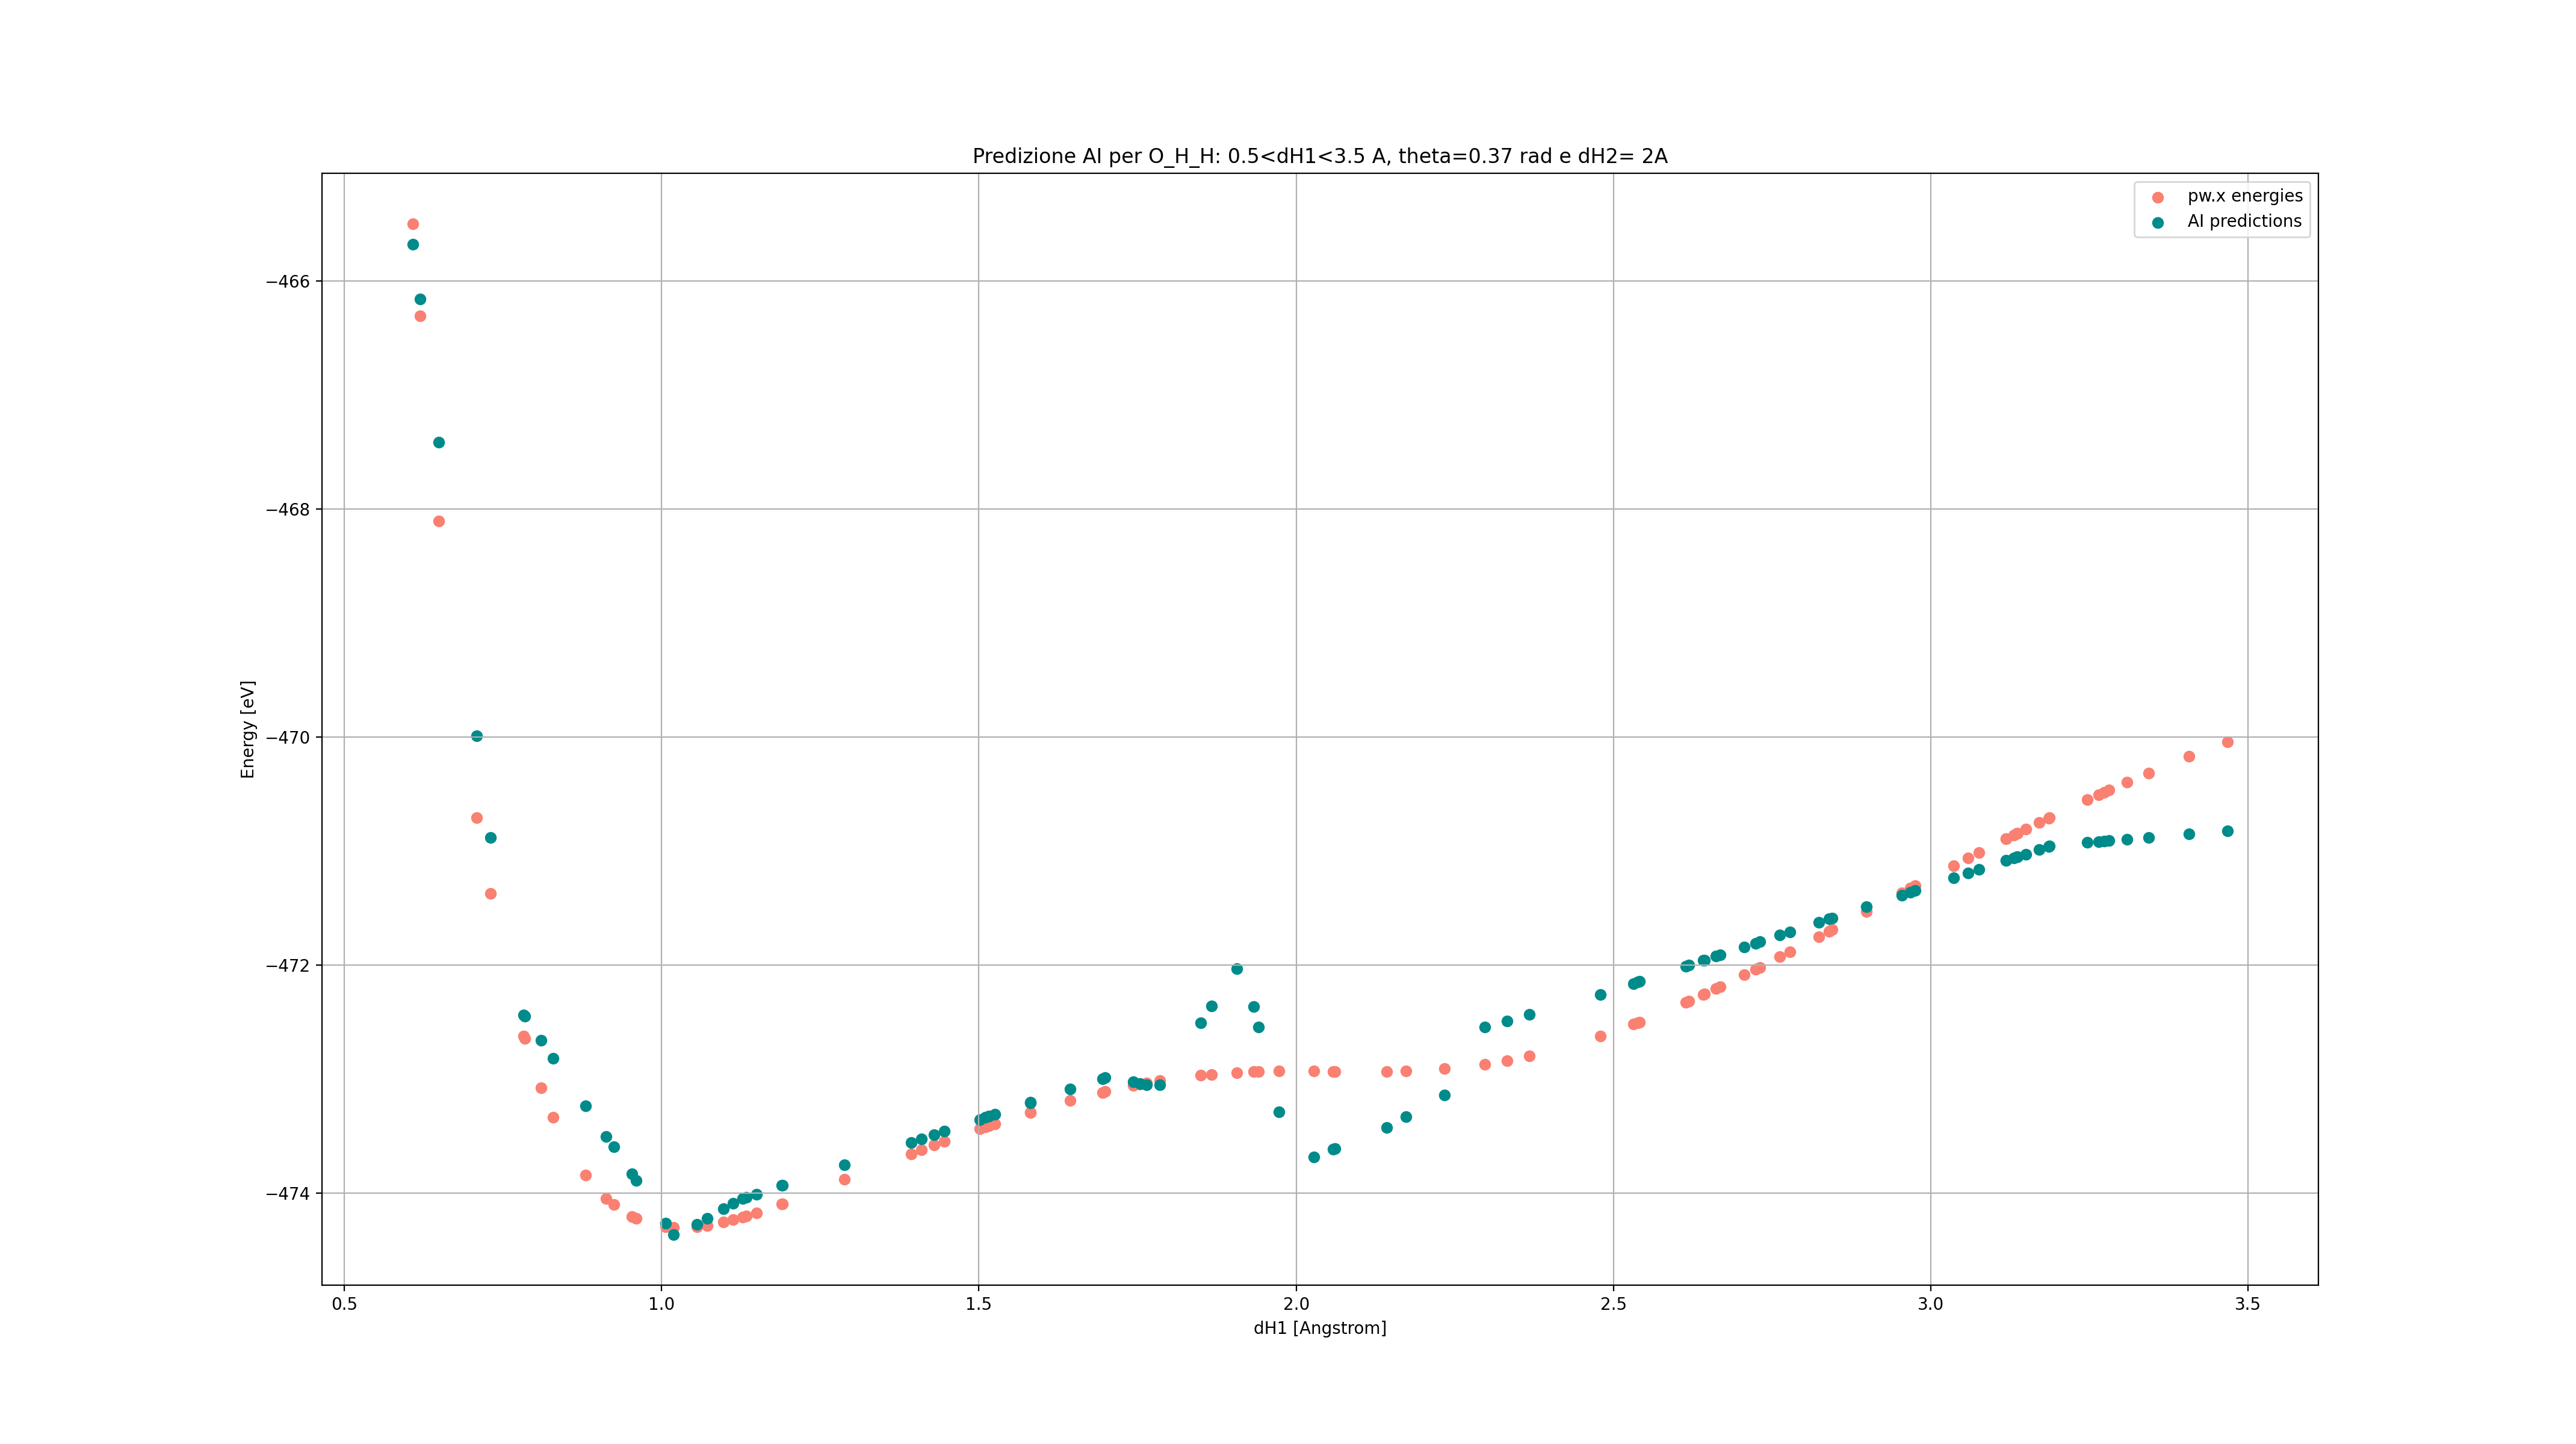 Predizione AI per O_H_H: 0.5<dH1<3.5 A, theta=0.37 rad e dH2= 2A
pw.x energies
AI predictions
−466
−468
−470
−472
−474
Energy [eV]
0.5 1.0 1.5 2.0 2.5 3.0 3.5
dH1 [Angstrom]